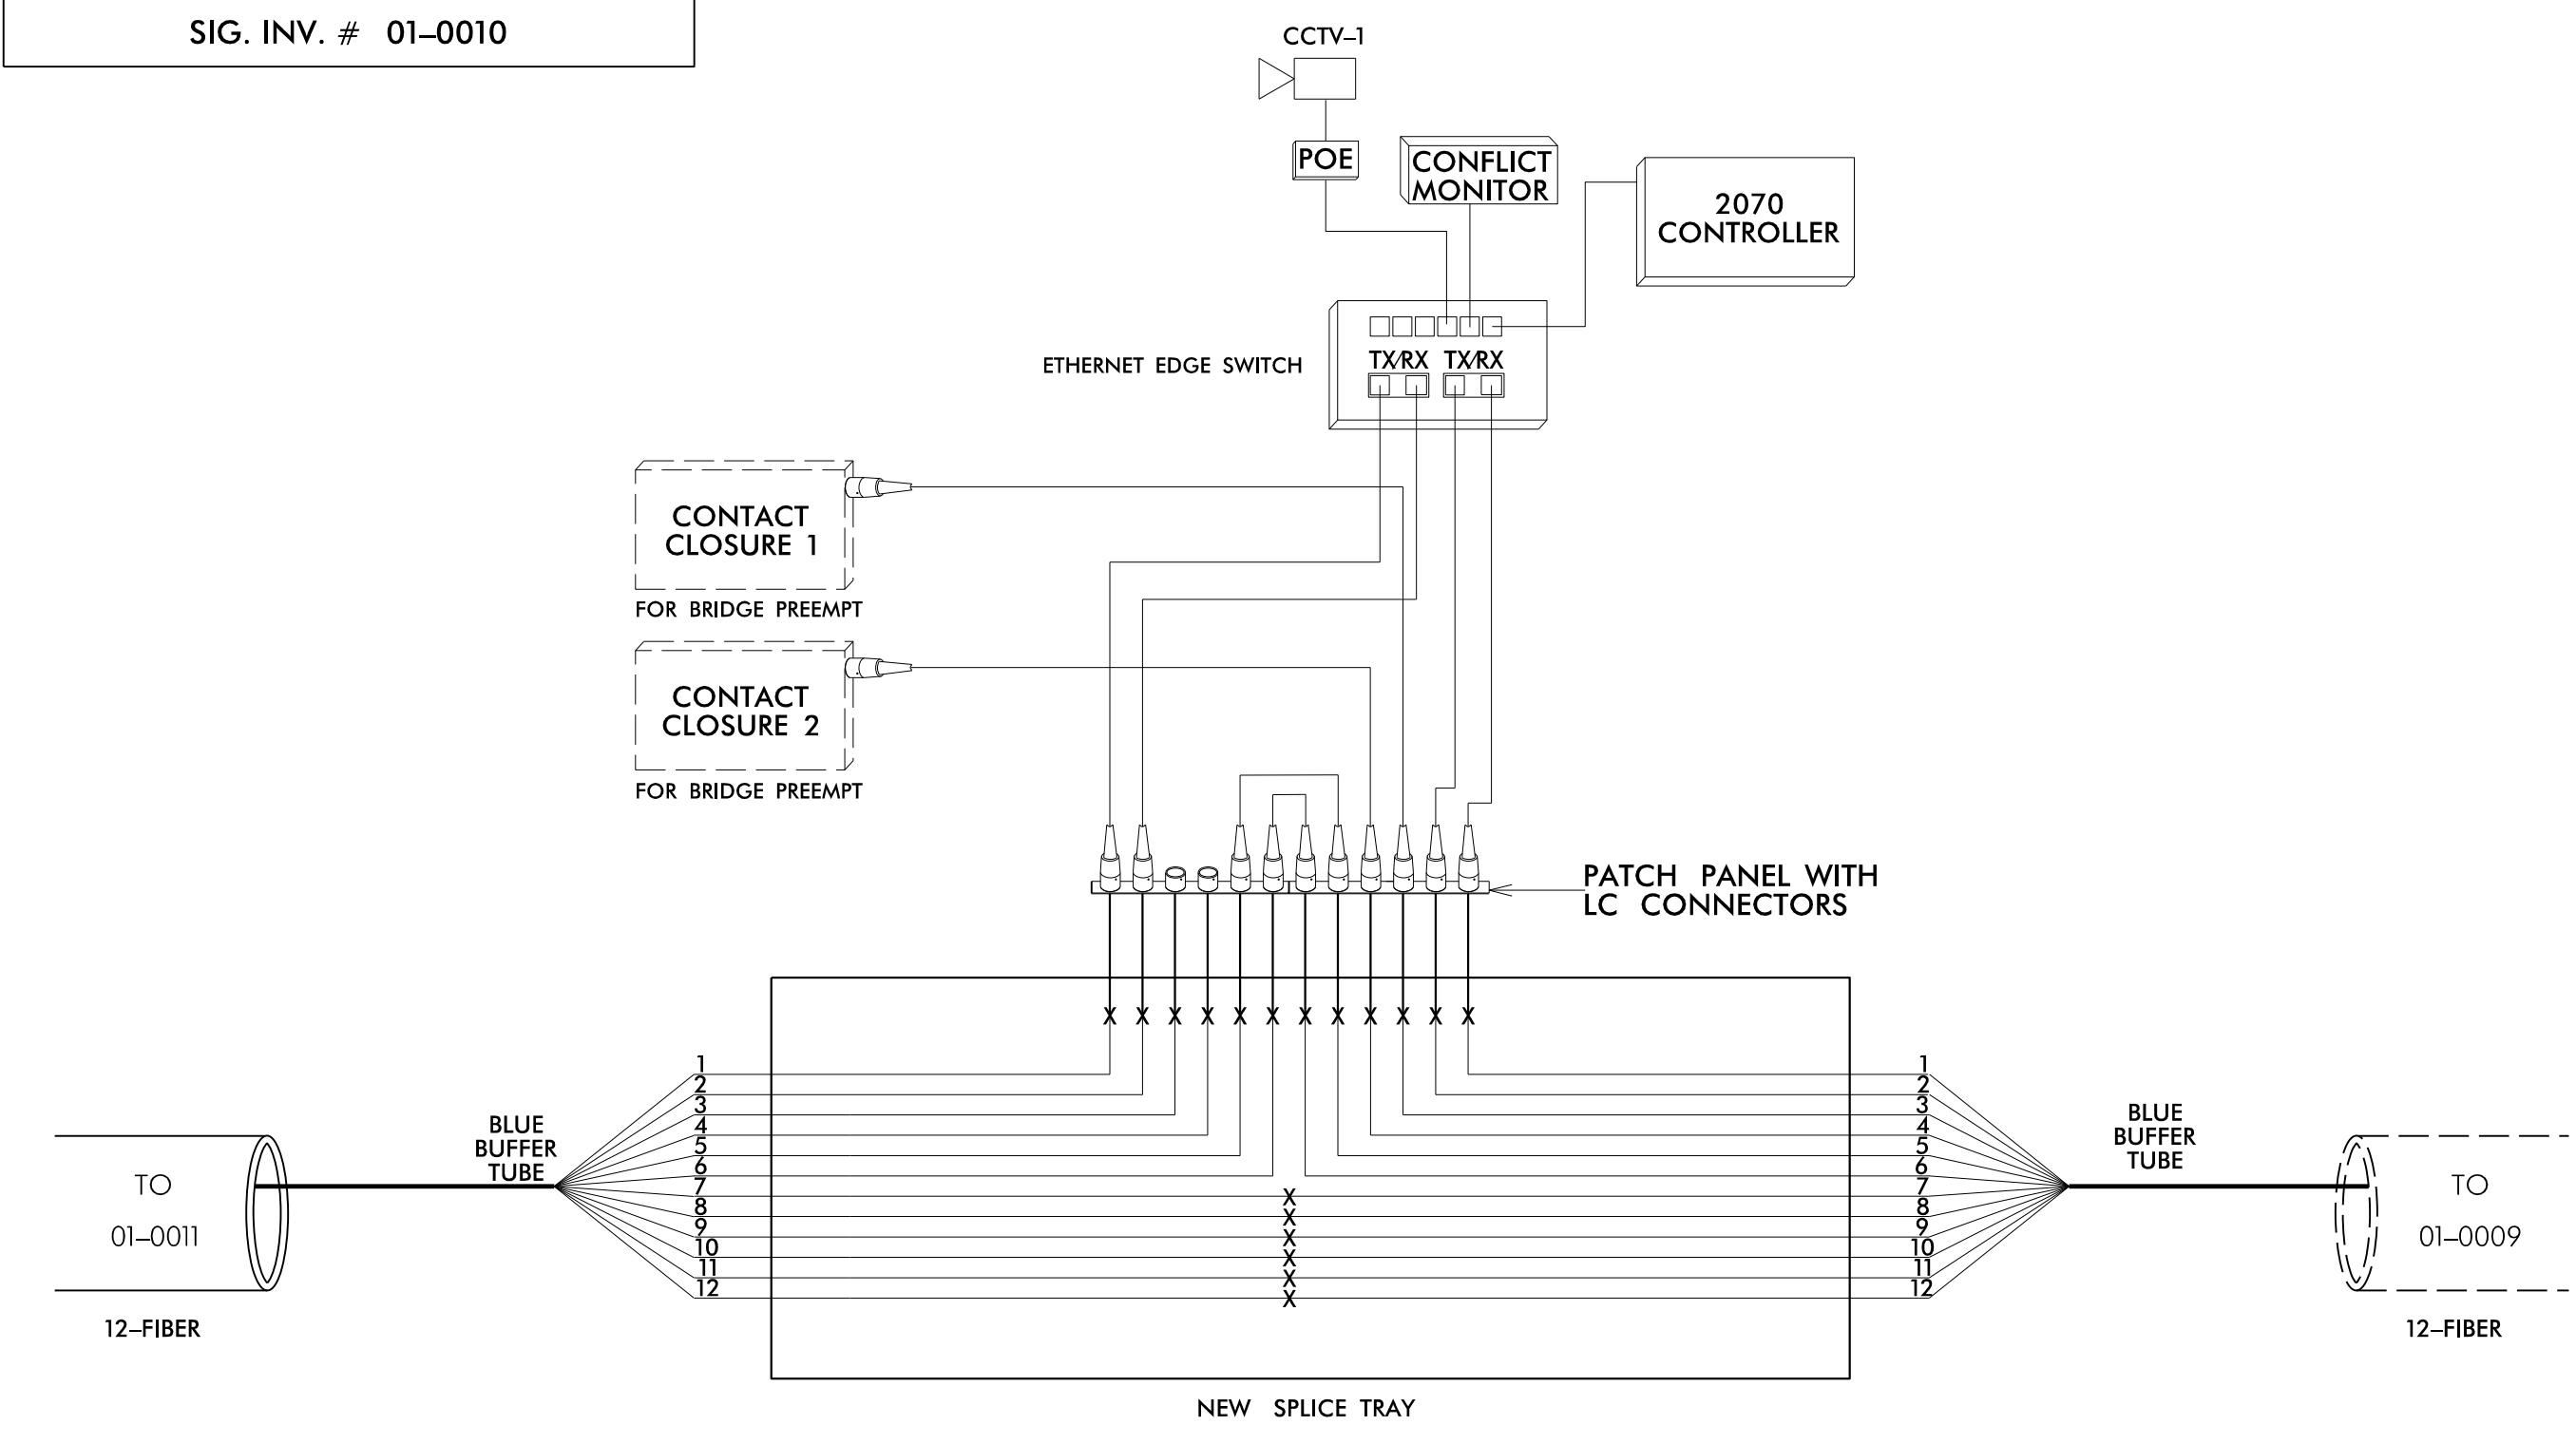 SIG. INV. # 01-0010
CCTV-1
POE
CONFLICT
MONITOR
2070
CONTROLLER
ETHERNET EDGE SWITCH
TX/RX TX/RX
CONTACT
CLOSURE 1
FOR BRIDGE PREEMPT
CONTACT
CLOSURE 2
FOR BRIDGE PREEMPT
PATCH PANEL WITH
LC CONNECTORS
X X X X X X X X X X X X
BLUE
BUFFER
TUBE
1
2
3
4
5
6
7
8
9
10
11
12
X
X
X
X
X
X
1
2
3
4
5
6
7
8
9
10
11
12
BLUE
BUFFER
TUBE
TO
01-0011
12-FIBER
TO
01-0009
12-FIBER
NEW SPLICE TRAY